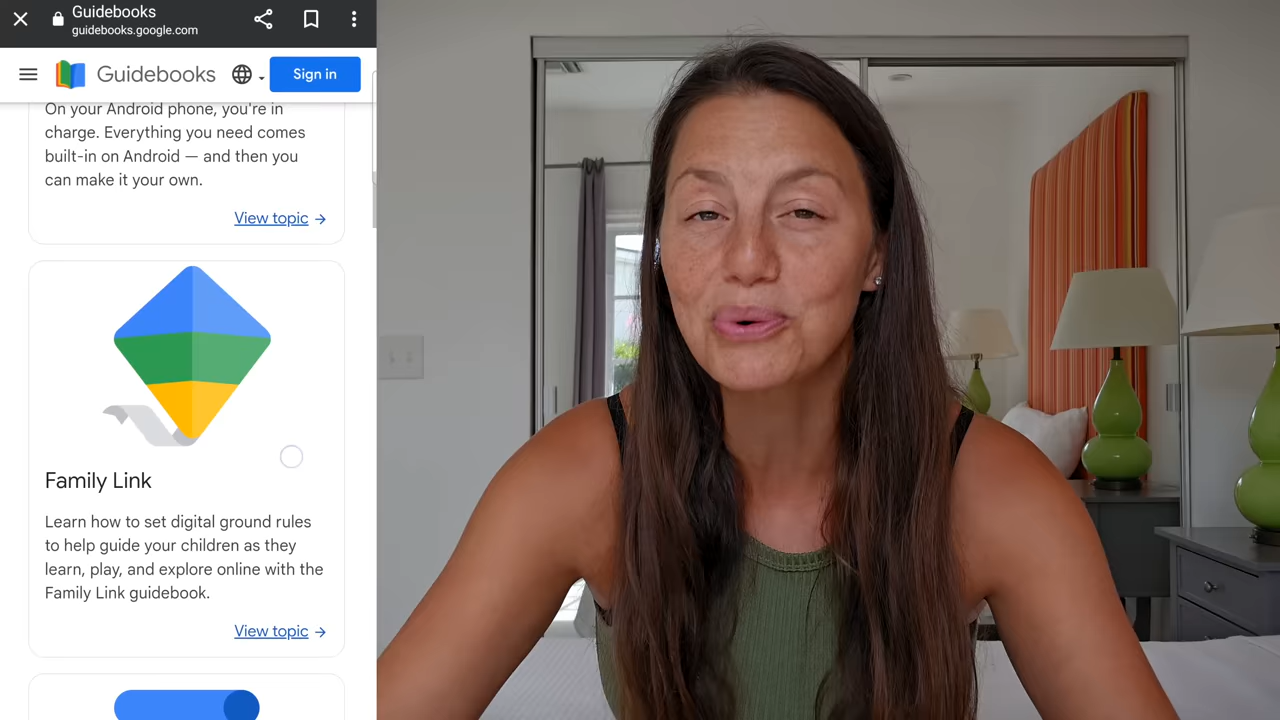 Guidebooks
guidebooks.google.com
Guidebooks
Sign in
On your Android phone, you're in
charge. Everything you need comes
built-in on Android — and then you
can make it your own.
View topic →
Family Link
Learn how to set digital ground rules
to help guide your children as they
learn, play, and explore online with the
Family Link guidebook.
View topic →